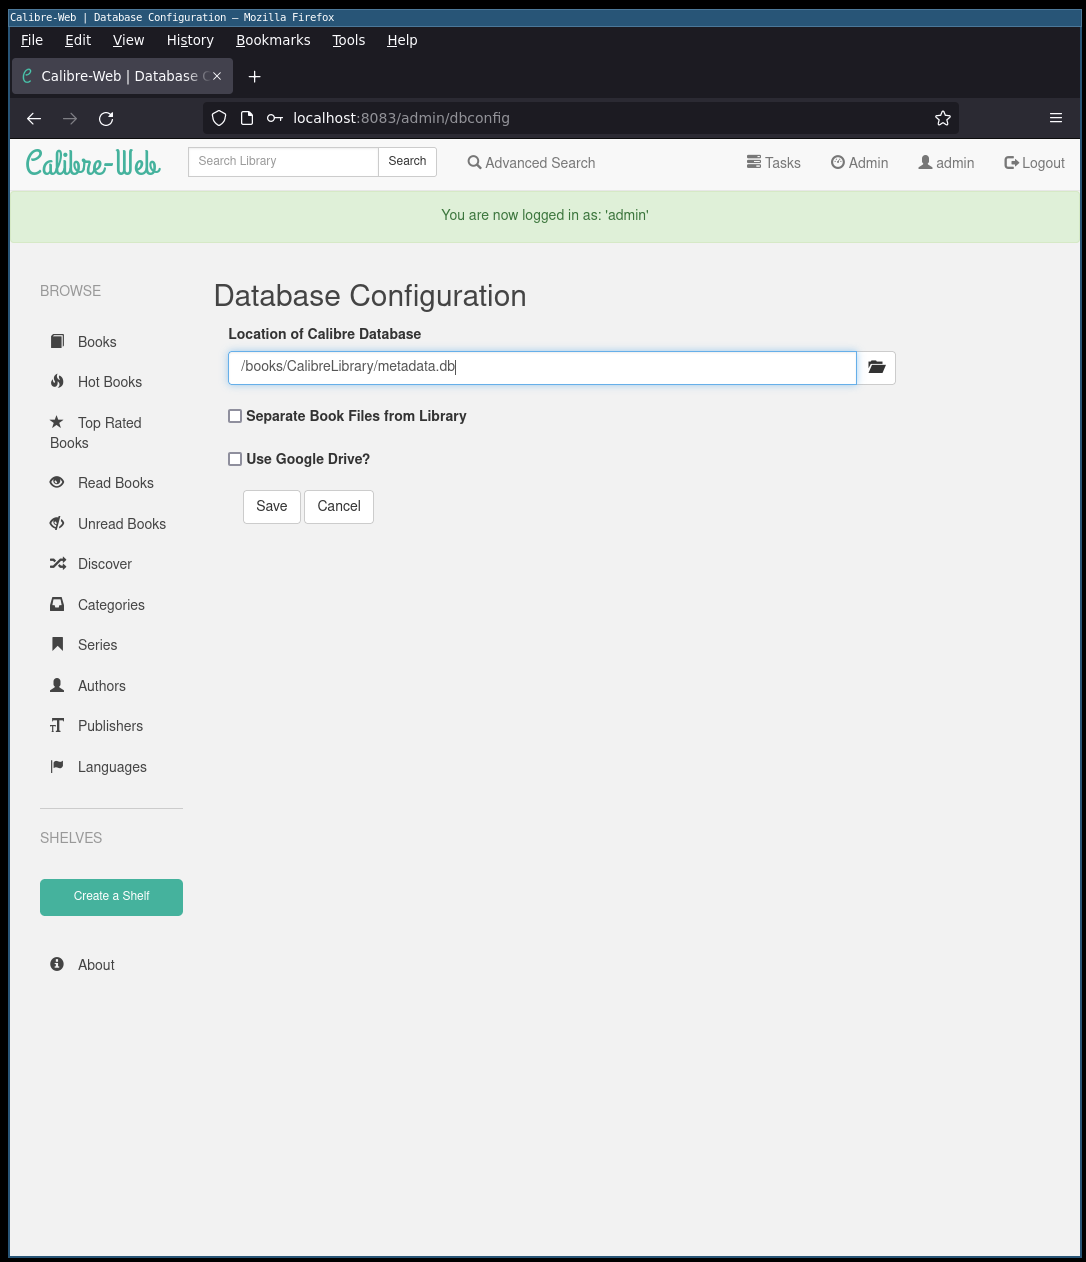 Calibre-Web | Database Configuration — Mozilla Firefox
File Edit View History Bookmarks Tools Help
Calibre-Web | Database
localhost:8083/admin/dbconfig
Calibre-Web
Search Library
Search
Advanced Search
Tasks
Admin
admin
Logout
You are now logged in as: 'admin'
BROWSE
Books
Hot Books
Top Rated
Books
Read Books
Unread Books
Discover
Categories
Series
Authors
Publishers
Languages
SHELVES
Create a Shelf
About
Database Configuration
Location of Calibre Database
/books/CalibreLibrary/metadata.db
Separate Book Files from Library
Use Google Drive?
Save
Cancel